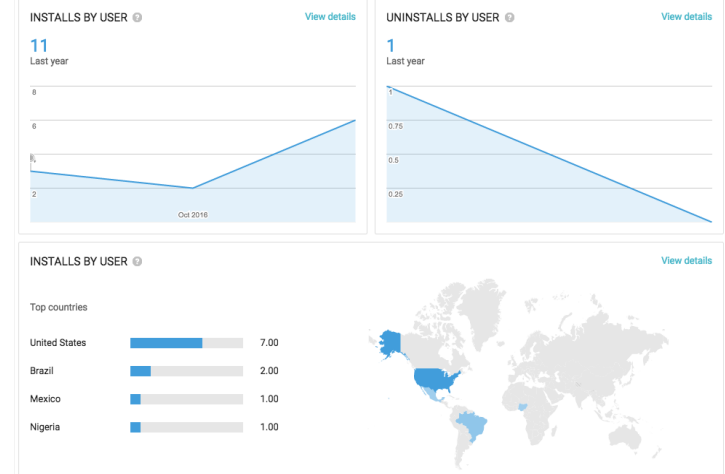 INSTALLS BY USER View details
11
Last year
8
6
2
Oct 2016
UNINSTALLS BY USER View details
1
Last year
1
0.75
0.5
0.25
INSTALLS BY USER View details
Top countries
United States 7.00
Brazil 2.00
Mexico 1.00
Nigeria 1.00